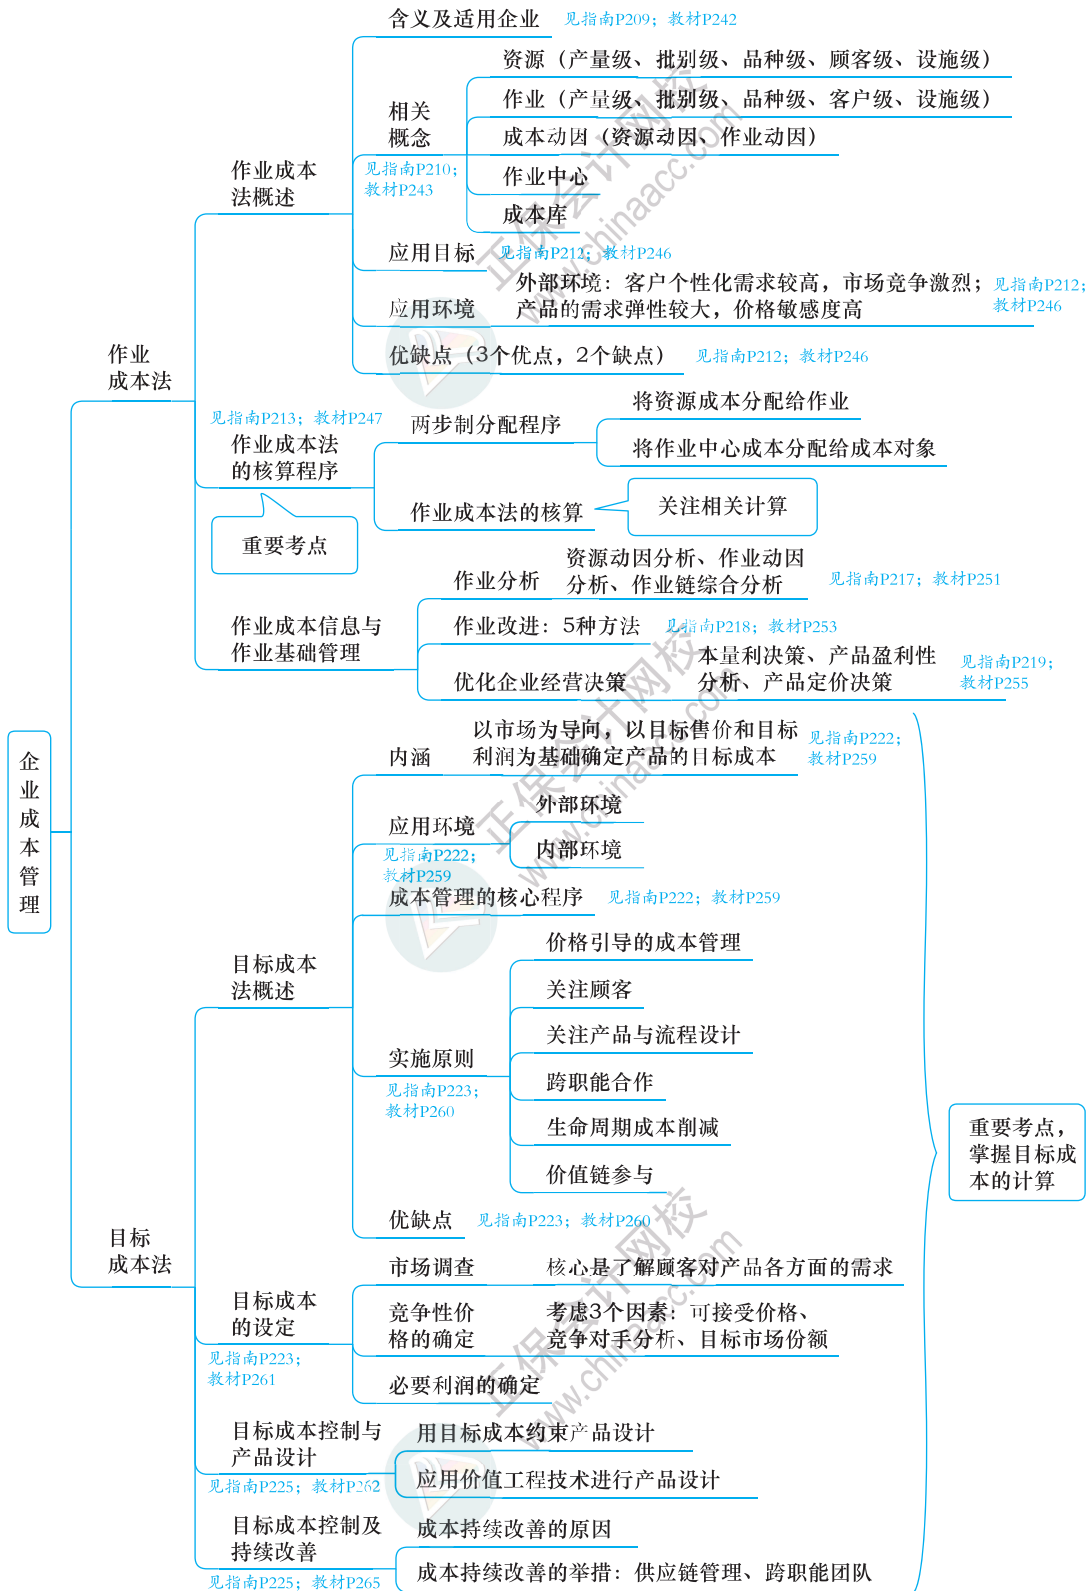 含义及适用企业 见指南P209；教材P242
资源（产量级、批别级、品种级、顾客级、设施级）
作业（产量级、批别级、品种级、客户级、设施级）
相关
概念
成本动因（资源动因、作业动因）
见指南P210；
教材P243
作业中心
成本库
作业成本
法概述
应用目标 见指南P212；教材P246
外部环境：客户个性化需求较高，市场竞争激烈；
产品的需求弹性较大，价格敏感度高
见指南P212；
教材P246
应用环境
优缺点（3个优点，2个缺点） 见指南P212；教材P246
作业
成本法
见指南P213；教材P247
作业成本法
的核算程序
两步制分配程序
将资源成本分配给作业
将作业中心成本分配给成本对象
作业成本法的核算
关注相关计算
重要考点
作业分析
资源动因分析、作业动因
分析、作业链综合分析
见指南P217；教材P251
作业成本信息与
作业基础管理
作业改进：5种方法 见指南P218；教材P253
优化企业经营决策
本量利决策、产品盈利性
分析、产品定价决策
见指南P219；
教材P255
企
业
成
本
管
理
内涵
以市场为导向，以目标售价和目标
利润为基础确定产品的目标成本
见指南P222；
教材P259
应用环境
见指南P222；
教材P259
外部环境
内部环境
成本管理的核心程序 见指南P222；教材P259
目标成本
法概述
价格引导的成本管理
关注顾客
关注产品与流程设计
实施原则
见指南P223；
教材P260
跨职能合作
生命周期成本削减
价值链参与
优缺点 见指南P223；教材P260
重要考点，
掌握目标成
本的计算
目标
成本法
市场调查 核心是了解顾客对产品各方面的需求
目标成本
的设定
见指南P223；
教材P261
竞争性价
格的确定
考虑3个因素：可接受价格、
竞争对手分析、目标市场份额
必要利润的确定
目标成本控制与
产品设计
见指南P225；教材P262
用目标成本约束产品设计
应用价值工程技术进行产品设计
目标成本控制及
持续改善
见指南P225；教材P265
成本持续改善的原因
成本持续改善的举措：供应链管理、跨职能团队
正保会计网校
www.chinaacc.com
正保会计网校
www.chinaacc.com
正保会计网校
www.chinaacc.com